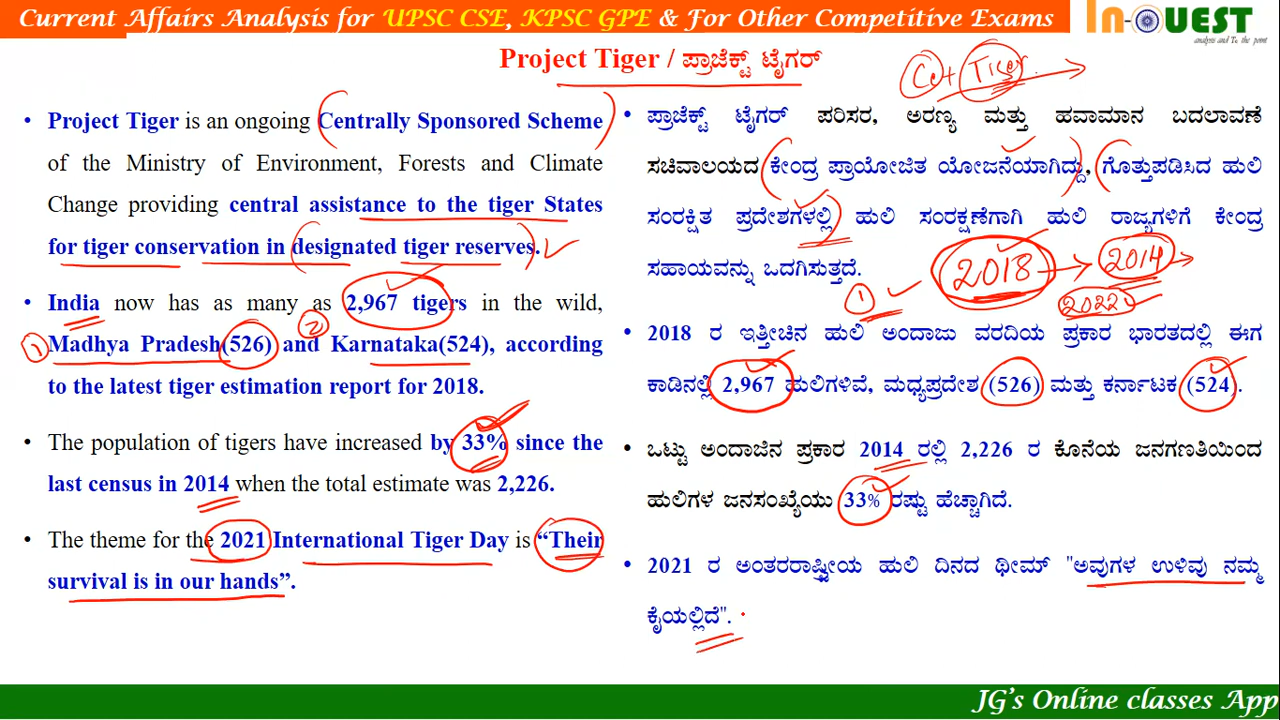 Current Affairs Analysis for UPSC CSE, KPSC GPE & For Other Competitive Exams
In-QUEST
analysis and To the point
Project Tiger / ಪ್ರಾಜೆಕ್ಟ್ ಟೈಗರ್
• Project Tiger is an ongoing Centrally Sponsored Scheme
of the Ministry of Environment, Forests and Climate
Change providing central assistance to the tiger States
for tiger conservation in designated tiger reserves.
• India now has as many as 2,967 tigers in the wild,
② 
① Madhya Pradesh(526) and Karnataka(524), according
to the latest tiger estimation report for 2018.
• The population of tigers have increased by 33% since the
last census in 2014 when the total estimate was 2,226.
• The theme for the 2021 International Tiger Day is “Their
survival is in our hands”.
Tiger
• ಪ್ರಾಜೆಕ್ಟ್ ಟೈಗರ್ ಪರಿಸರ, ಅರಣ್ಯ ಮತ್ತು ಹವಾಮಾನ ಬದಲಾವಣೆ
ಸಚಿವಾಲಯದ ಕೇಂದ್ರ ಪ್ರಾಯೋಜಿತ ಯೋಜನೆಯಾಗಿದ್ದು, ಗೊತ್ತುಪಡಿಸಿದ ಹುಲಿ
ಸಂರಕ್ಷಿತ ಪ್ರದೇಶಗಳಲ್ಲಿ ಹುಲಿ ಸಂರಕ್ಷಣೆಗಾಗಿ ಹುಲಿ ರಾಜ್ಯಗಳಿಗೆ ಕೇಂದ್ರ
ಸಹಾಯವನ್ನು ಒದಗಿಸುತ್ತದೆ.
2018 2014
① 2022
• 2018 ರ ಇತ್ತೀಚಿನ ಹುಲಿ ಅಂದಾಜು ವರದಿಯ ಪ್ರಕಾರ ಭಾರತದಲ್ಲಿ ಈಗ
ಕಾಡಿನಲ್ಲಿ 2,967 ಹುಲಿಗಳಿವೆ, ಮಧ್ಯಪ್ರದೇಶ (526) ಮತ್ತು ಕರ್ನಾಟಕ (524).
• ಒಟ್ಟು ಅಂದಾಜಿನ ಪ್ರಕಾರ 2014 ರಲ್ಲಿ 2,226 ರ ಕೊನೆಯ ಜನಗಣತಿಯಿಂದ
ಹುಲಿಗಳ ಜನಸಂಖ್ಯೆಯು 33% ರಷ್ಟು ಹೆಚ್ಚಾಗಿದೆ.
• 2021 ರ ಅಂತರರಾಷ್ಟ್ರೀಯ ಹುಲಿ ದಿನದ ಥೀಮ್ "ಅವುಗಳ ಉಳಿವು ನಮ್ಮ
ಕೈಯಲ್ಲಿದೆ".
JG's Online classes App